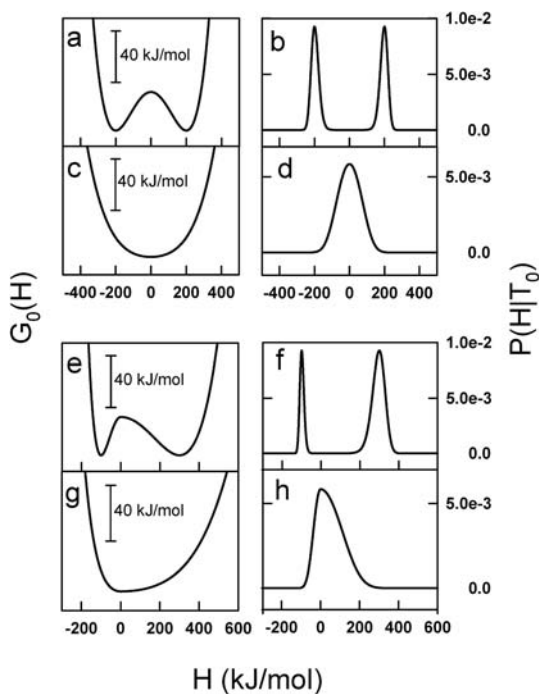 a
40 kJ/mol
b
1.0e-2
5.0e-3
0.0
c
40 kJ/mol
d
5.0e-3
0.0
-400 -200 0 200 400
-400 -200 0 200 400
G₀(H)
P(H|T₀)
e
40 kJ/mol
f
1.0e-2
5.0e-3
0.0
g
40 kJ/mol
h
5.0e-3
0.0
-200 0 200 400
-200 0 200 400 600
H (kJ/mol)